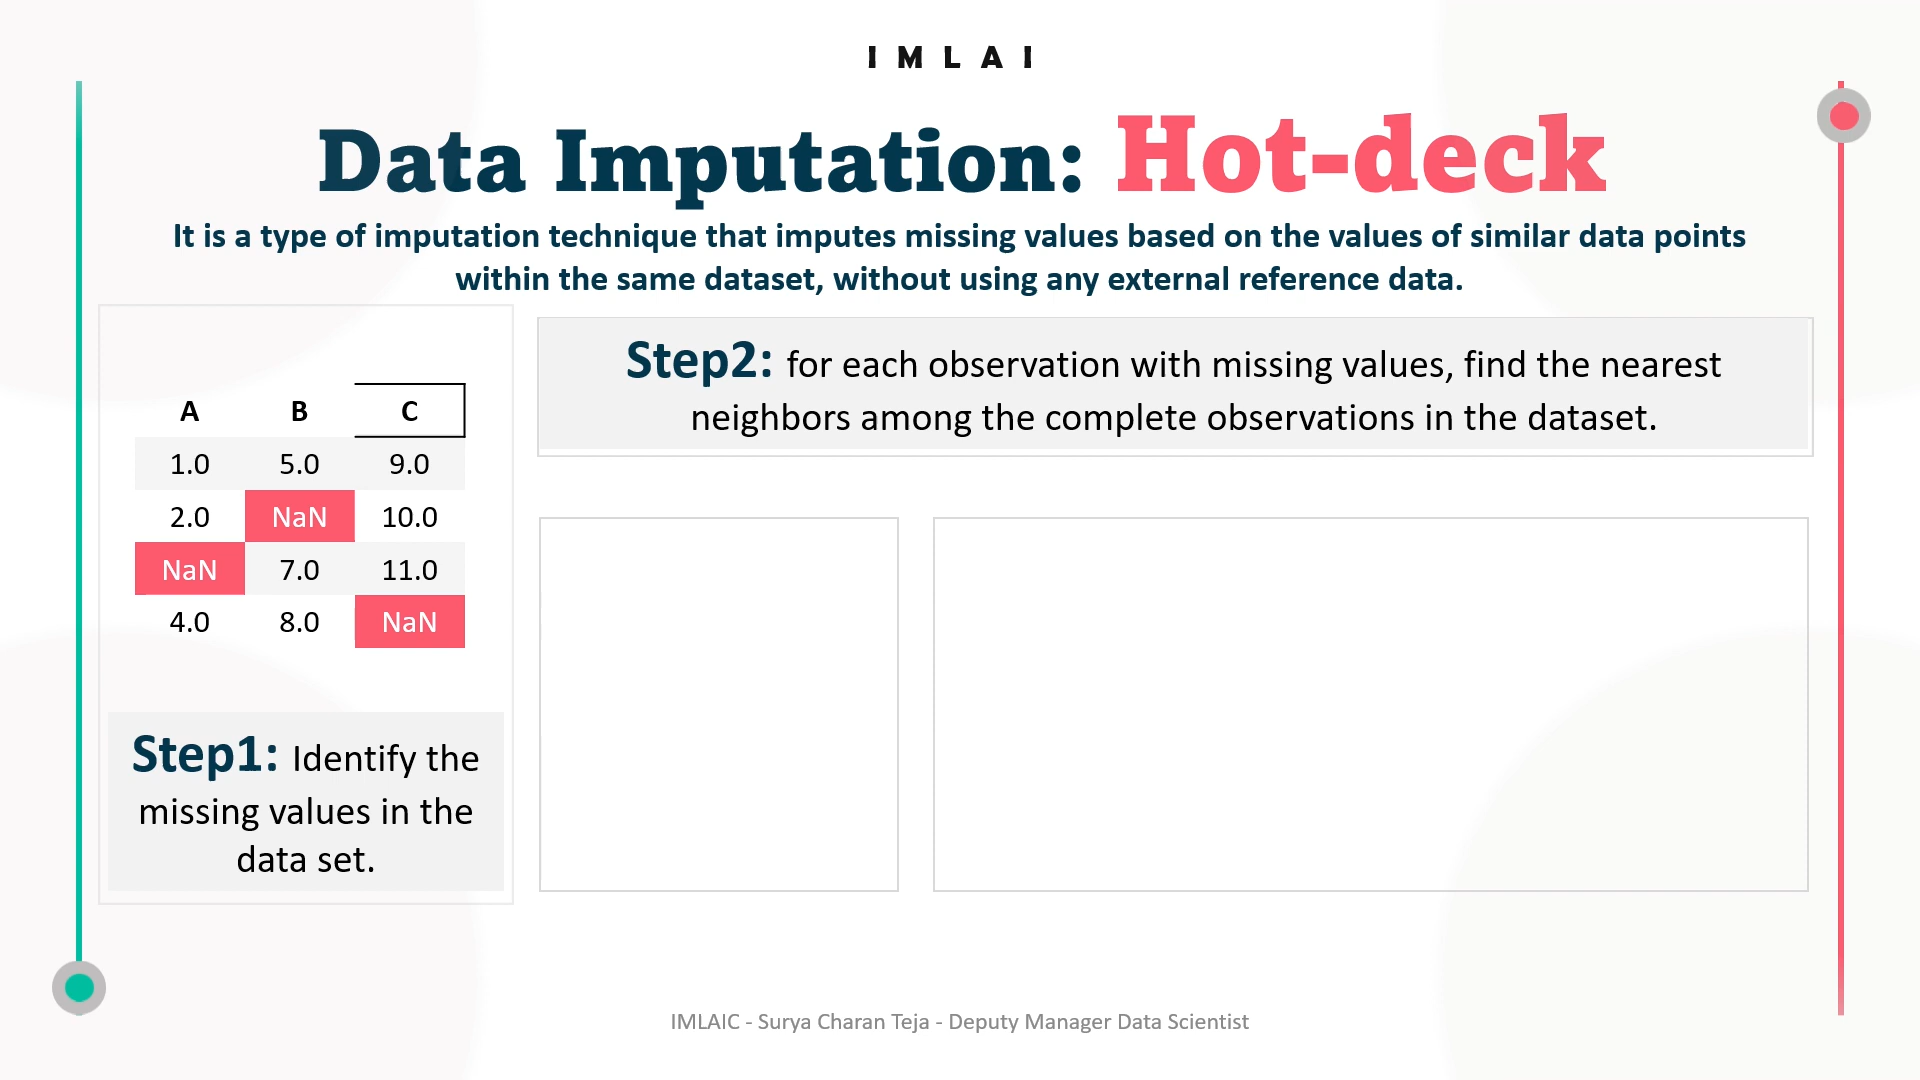 IMLAI
Data Imputation: Hot-deck
It is a type of imputation technique that imputes missing values based on the values of similar data points
within the same dataset, without using any external reference data.
A B C
1.0 5.0 9.0
2.0 NaN 10.0
NaN 7.0 11.0
4.0 8.0 NaN
Step1: Identify the
missing values in the
data set.
Step2: for each observation with missing values, find the nearest
neighbors among the complete observations in the dataset.
IMLAIC - Surya Charan Teja - Deputy Manager Data Scientist